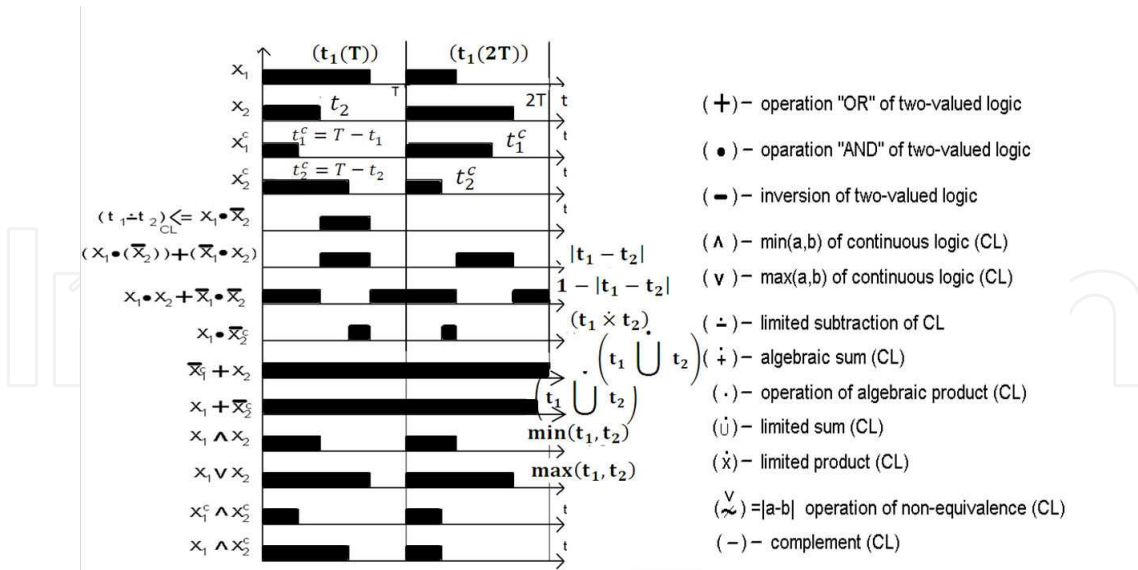 (t₁(T)) (t₁(2T))
X₁
T
X₂ t₂ 2T t
X₁ᶜ t₁ᶜ = T − t₁ t₁ᶜ t
X₂ᶜ t₂ᶜ = T − t₂ t₂ᶜ t
(t ₁∸t ₂)<= X₁•X̅₂ t
CL
(X₁•(X̅₂))+(X̅₁•X₂) |t₁ − t₂|
X₁•X₂+X̅₁•X̅₂ 1 − |t₁ − t₂|
X₁•X̅₂ᶜ (t₁ ẋ t₂)
X̅₁ᶜ+X₂ (t₁ ⋃̇ t₂)
X₁+X̅₂ᶜ (t₁ ⋃̇ t₂)
X₁∧X₂ min(t₁, t₂)
X₁∨X₂ max(t₁, t₂)
X₁ᶜ∧X₂ᶜ t
X₁∧X₂ᶜ t
(+)− operation "OR" of two-valued logic
(•)− oparation "AND" of two-valued logic
(−)− inversion of two-valued logic
(∧)− min(a,b) of continuous logic (CL)
(∨)− max(a,b) of continuous logic (CL)
(∸)− limited subtraction of CL
(∔)− algebraic sum (CL)
(·)− operation of algebraic product (CL)
(∪̇)− limited sum (CL)
(ẋ)− limited product (CL)
(≁̌)=|a-b| operation of non-equivalence (CL)
(−)− complement (CL)